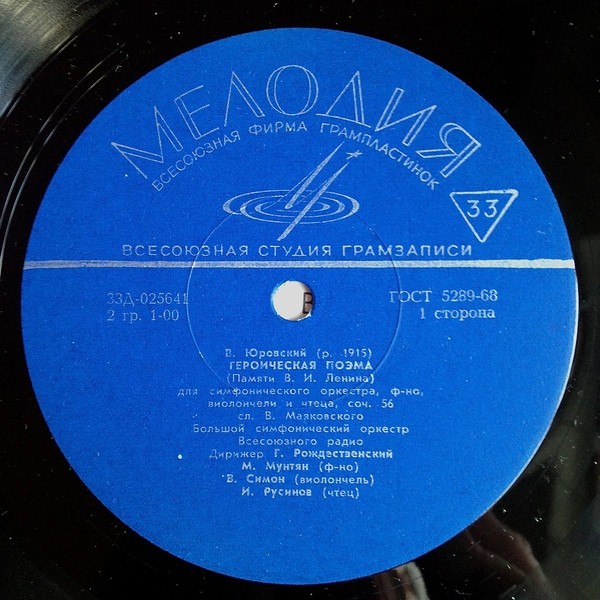 МЕЛОДИЯ
ВСЕСОЮЗНАЯ ФИРМА ГРАМПЛАСТИНОК
33
ВСЕСОЮЗНАЯ СТУДИЯ ГРАМЗАПИСИ
33Д-025641
ГОСТ 5289-68
2 гр. 1-00
В
1 сторона
В. Юровский (р. 1915)
ГЕРОИЧЕСКАЯ ПОЭМА
(Памяти В. И. Ленина)
для симфонического оркестра, ф-но,
виолончели и чтеца, соч. 56
сл. В. Маяковского
Большой симфонический оркестр
Всесоюзного радио
Дирижер Г. Рождественский
М. Мунтян (ф-но)
В. Симон (виолончель)
И. Русинов (чтец)